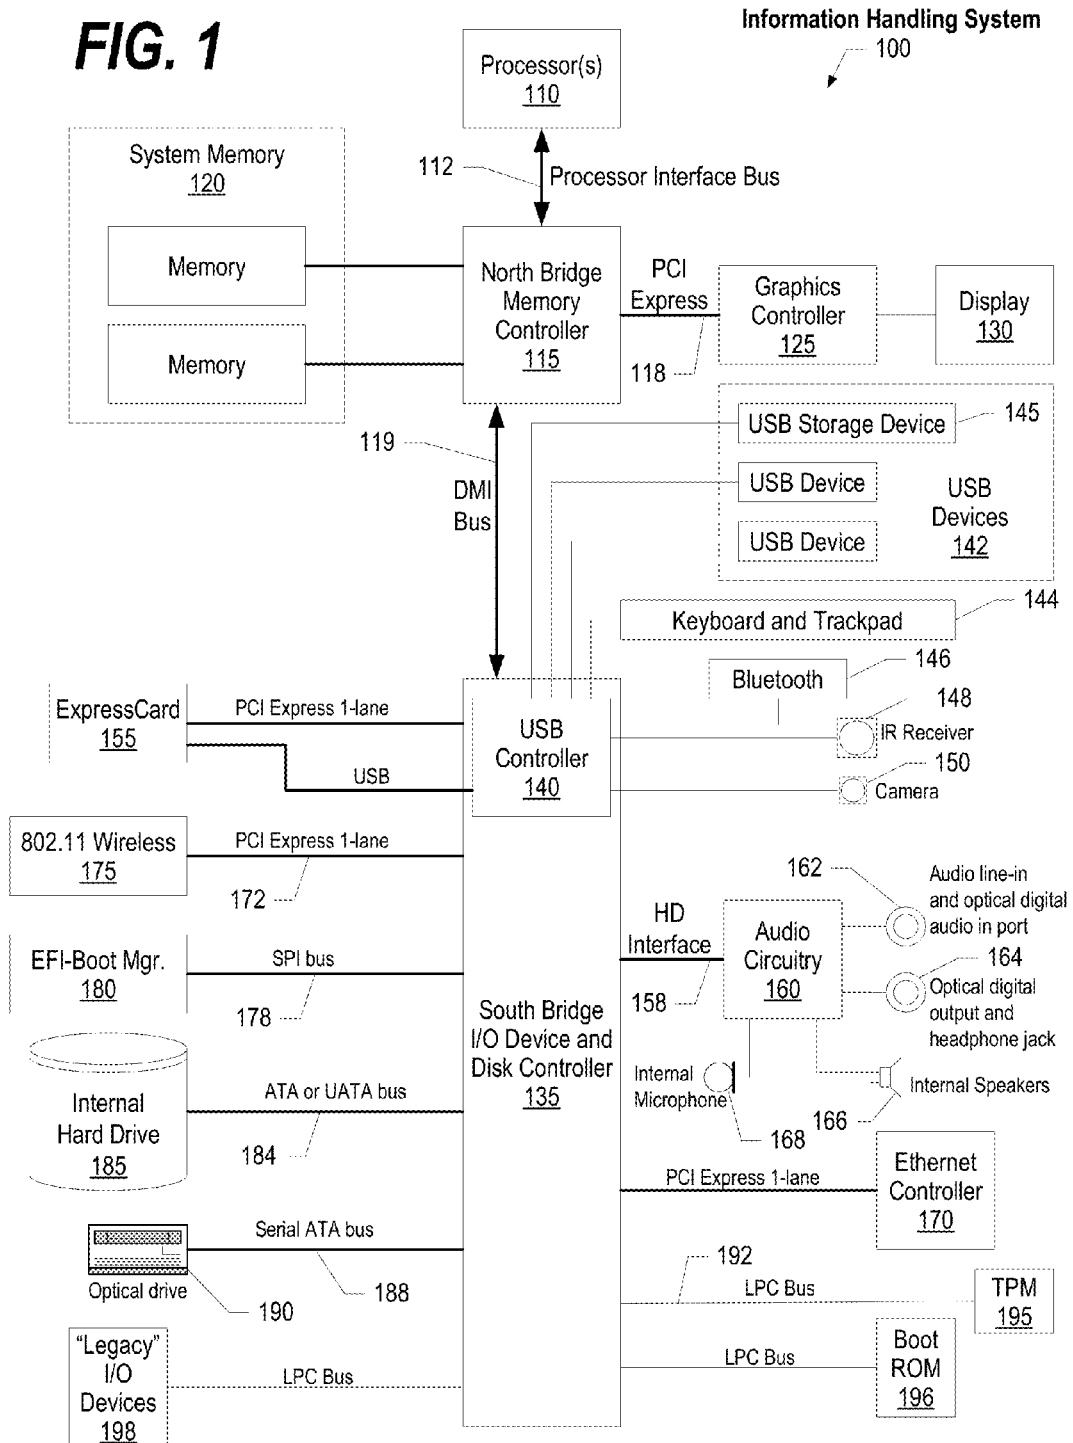 FIG. 1
Information Handling System
100
Processor(s)
110
112
Processor Interface Bus
System Memory
120
Memory
Memory
North Bridge
Memory
Controller
115
PCI
Express
118
Graphics
Controller
125
Display
130
119
DMI
Bus
USB Storage Device
145
USB Device
USB Device
USB
Devices
142
Keyboard and Trackpad
144
Bluetooth
146
148
IR Receiver
150
Camera
ExpressCard
155
PCI Express 1-lane
USB
USB
Controller
140
802.11 Wireless
175
PCI Express 1-lane
172
EFI-Boot Mgr.
180
SPI bus
178
South Bridge
I/O Device and
Disk Controller
135
HD
Interface
158
Audio
Circuitry
160
162
Audio line-in
and optical digital
audio in port
164
Optical digital
output and
headphone jack
Internal
Microphone
168
Internal Speakers
166
Internal
Hard Drive
185
ATA or UATA bus
184
PCI Express 1-lane
Ethernet
Controller
170
Optical drive
190
Serial ATA bus
188
192
LPC Bus
TPM
195
LPC Bus
Boot
ROM
196
"Legacy"
I/O
Devices
198
LPC Bus